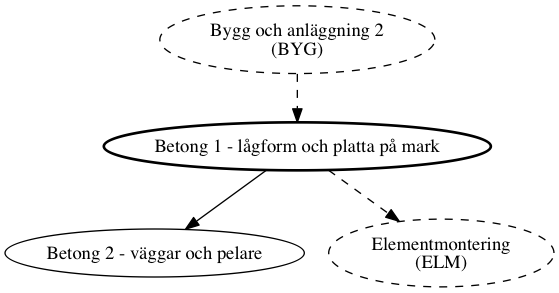 Bygg och anläggning 2
(BYG)
Betong 1 - lågform och platta på mark
Betong 2 - väggar och pelare
Elementmontering
(ELM)